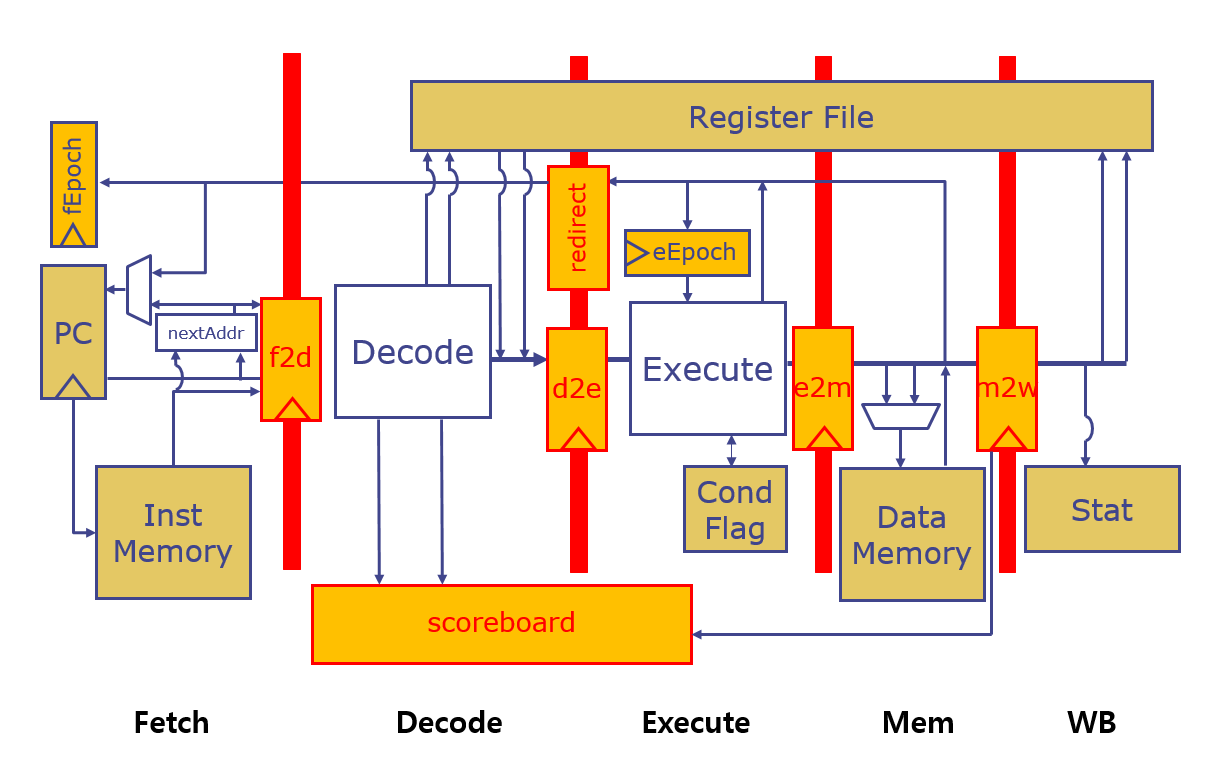 Register File
fEpoch
redirect
eEpoch
PC
nextAddr
f2d
Decode
d2e
Execute
e2m
m2w
Inst
Memory
Cond
Flag
Data
Memory
Stat
scoreboard
Fetch
Decode
Execute
Mem
WB